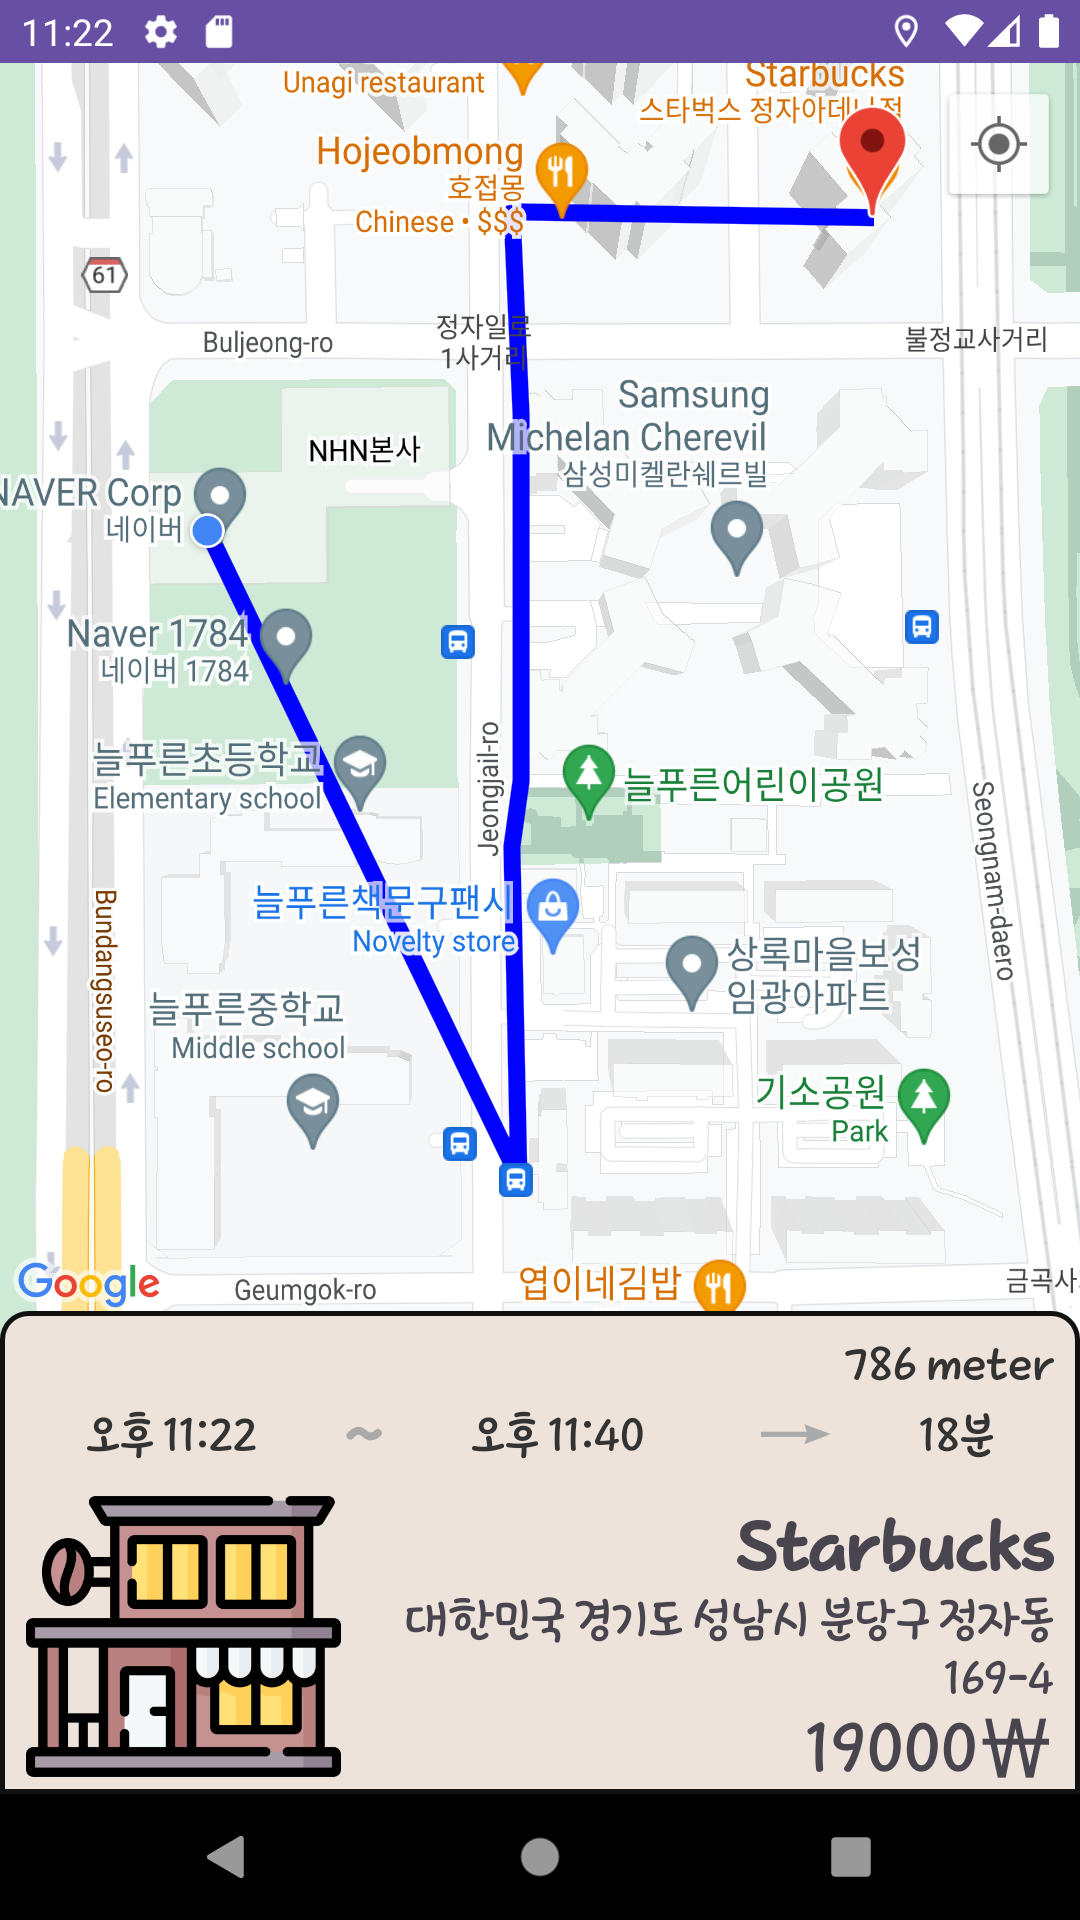 11:22
Unagi restaurant
Starbucks
스타벅스 정자아데나점
Hojeobmong
호접몽
Chinese • $$$
61
정자일로
1사거리
Buljeong-ro
불정교사거리
Samsung
Michelan Cherevil
삼성미켈란쉐르빌
NHN본사
NAVER Corp
네이버
Naver 1784
네이버 1784
늘푸른초등학교
Elementary school
Jeongjail-ro
늘푸른어린이공원
Seongnam-daero
Bundangsuseo-ro
늘푸른책문구팬시
Novelty store
상록마을보성
임광아파트
늘푸른중학교
Middle school
기소공원
Park
Google
Geumgok-ro
엽이네김밥
금곡사
786 meter
오후 11:22 ~ 오후 11:40 → 18분
Starbucks
대한민국 경기도 성남시 분당구 정자동
169-4
19000₩